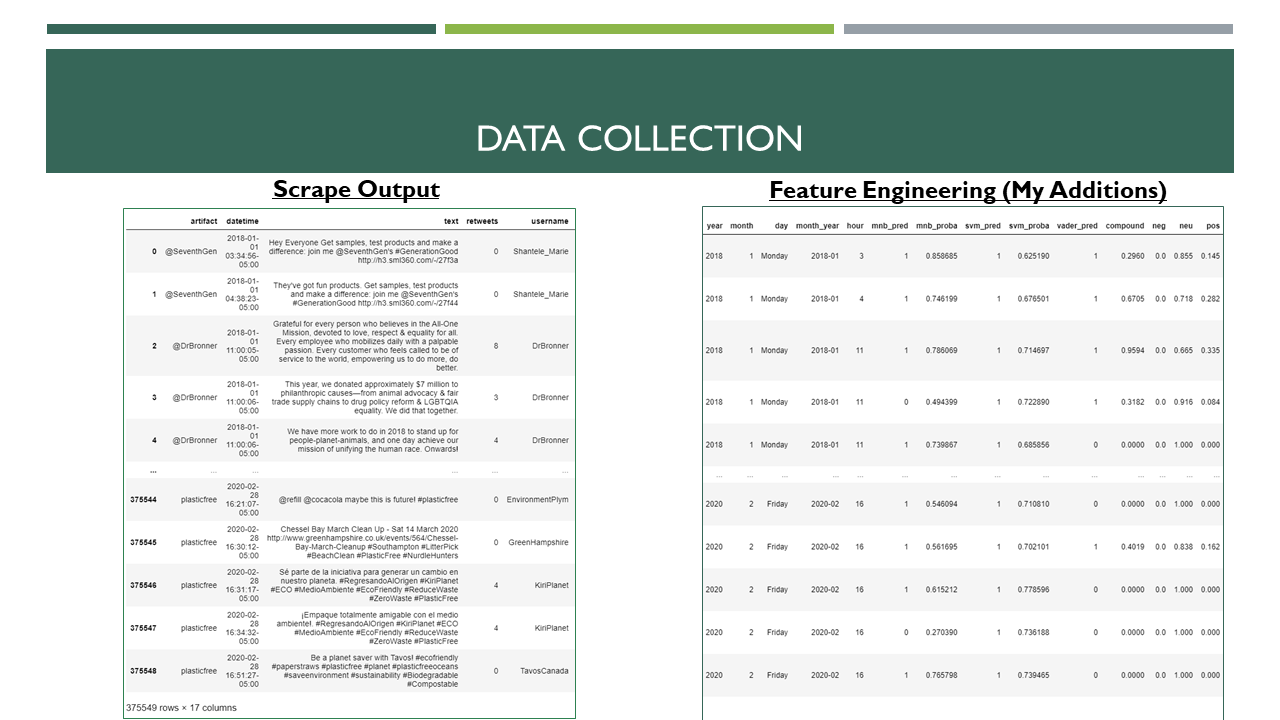 DATA COLLECTION
Scrape Output
artifact datetime text retweets username
0 @SeventhGen 2018-01-01 03:34:56-05:00 Hey Everyone Get samples, test products and make a difference: join me @SeventhGen's #GenerationGood http://h3.sml360.com/-/27f3a 0 Shantele_Marie
1 @SeventhGen 2018-01-01 04:38:23-05:00 They've got fun products. Get samples, test products and make a difference: join me @SeventhGen's #GenerationGood http://h3.sml360.com/-/27f44 0 Shantele_Marie
2 @DrBronner 2018-01-01 11:00:05-05:00 Grateful for every person who believes in the All-One Mission, devoted to love, respect & equality for all. Every employee who mobilizes daily with a palpable passion. Every customer who feels called to be of service to the world, empowering us to do more, do better. 8 DrBronner
3 @DrBronner 2018-01-01 11:00:06-05:00 This year, we donated approximately $7 million to philanthropic causes—from animal advocacy & fair trade supply chains to drug policy reform & LGBTQIA equality. We did that together. 3 DrBronner
4 @DrBronner 2018-01-01 11:00:06-05:00 We have more work to do in 2018 to stand up for people-planet-animals, and one day achieve our mission of unifying the human race. Onwards! 4 DrBronner
... ... ... ... ... ...
375544 plasticfree 2020-02-28 16:21:07-05:00 @refill @cocacola maybe this is future! #plasticfree 0 EnvironmentPlym
375545 plasticfree 2020-02-28 16:30:12-05:00 Chessel Bay March Clean Up - Sat 14 March 2020 http://www.greenhampshire.co.uk/events/564/Chessel-Bay-March-Cleanup #Southampton #LitterPick #BeachClean #PlasticFree #NurdleHunters 0 GreenHampshire
375546 plasticfree 2020-02-28 16:31:17-05:00 Sé parte de la iniciativa para generar un cambio en nuestro planeta. #RegresandoAlOrigen #KiriPlanet #ECO #MedioAmbiente #EcoFriendly #ReduceWaste #ZeroWaste #PlasticFree 4 KiriPlanet
375547 plasticfree 2020-02-28 16:34:32-05:00 ¡Empaque totalmente amigable con el medio ambiente!. #RegresandoAlOrigen #KiriPlanet #ECO #MedioAmbiente #EcoFriendly #ReduceWaste #ZeroWaste #PlasticFree 4 KiriPlanet
375548 plasticfree 2020-02-28 16:51:27-05:00 Be a planet saver with Tavos! #ecofriendly #paperstraws #plasticfree #planet #plasticfreeoceans #saveenvironment #sustainability #Biodegradable #Compostable 0 TavosCanada
375549 rows × 17 columns
Feature Engineering (My Additions)
year month day month_year hour mnb_pred mnb_proba svm_pred svm_proba vader_pred compound neg neu pos
2018 1 Monday 2018-01 3 1 0.858685 1 0.625190 1 0.2960 0.0 0.855 0.145
2018 1 Monday 2018-01 4 1 0.746199 1 0.676501 1 0.6705 0.0 0.718 0.282
2018 1 Monday 2018-01 11 1 0.786069 1 0.714697 1 0.9594 0.0 0.665 0.335
2018 1 Monday 2018-01 11 0 0.494399 1 0.722890 1 0.3182 0.0 0.916 0.084
2018 1 Monday 2018-01 11 1 0.739867 1 0.685856 0 0.0000 0.0 1.000 0.000
... ... ... ... ... ... ... ... ... ... ... ... ... ...
2020 2 Friday 2020-02 16 1 0.546094 1 0.710810 0 0.0000 0.0 1.000 0.000
2020 2 Friday 2020-02 16 1 0.561695 1 0.702101 1 0.4019 0.0 0.838 0.162
2020 2 Friday 2020-02 16 1 0.615212 1 0.778596 0 0.0000 0.0 1.000 0.000
2020 2 Friday 2020-02 16 0 0.270390 1 0.736188 0 0.0000 0.0 1.000 0.000
2020 2 Friday 2020-02 16 1 0.765798 1 0.739465 0 0.0000 0.0 1.000 0.000